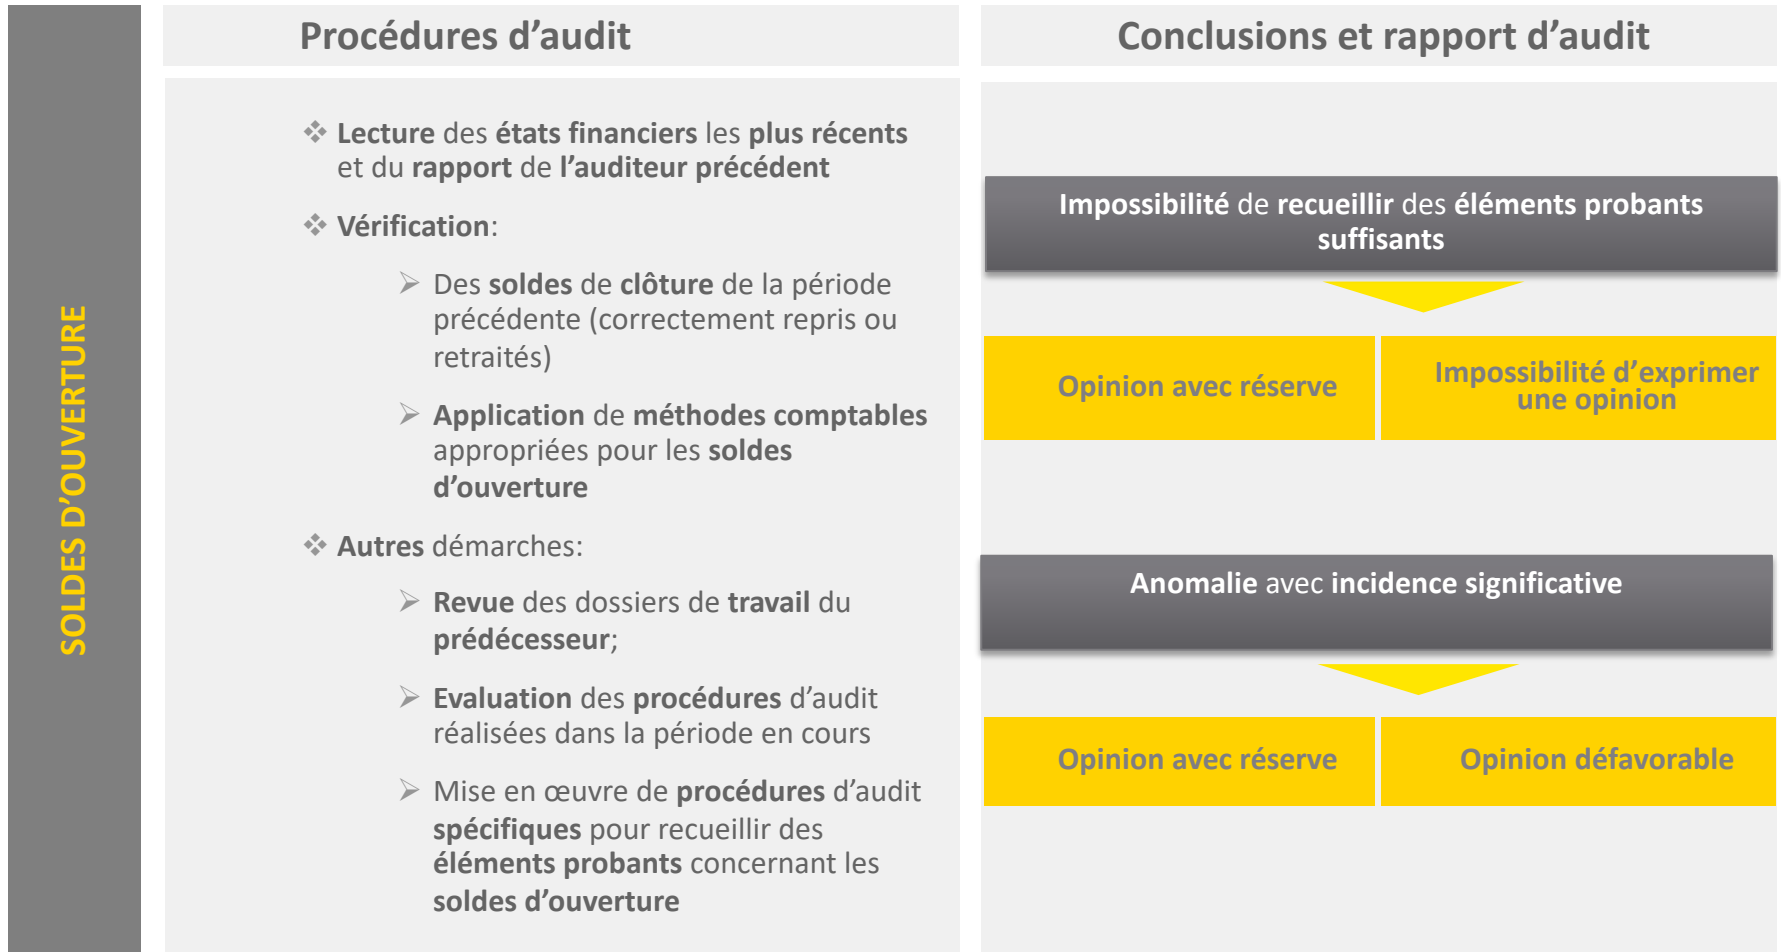 SOLDES D’OUVERTURE
Procédures d’audit
Lecture des états financiers les plus récents
et du rapport de l’auditeur précédent
Vérification:
Des soldes de clôture de la période
précédente (correctement repris ou
retraités)
Application de méthodes comptables
appropriées pour les soldes
d’ouverture
Autres démarches:
Revue des dossiers de travail du
prédécesseur;
Evaluation des procédures d’audit
réalisées dans la période en cours
Mise en œuvre de procédures d’audit
spécifiques pour recueillir des
éléments probants concernant les
soldes d’ouverture
Conclusions et rapport d’audit
Impossibilité de recueillir des éléments probants
suffisants
Opinion avec réserve
Impossibilité d’exprimer
une opinion
Anomalie avec incidence significative
Opinion avec réserve
Opinion défavorable